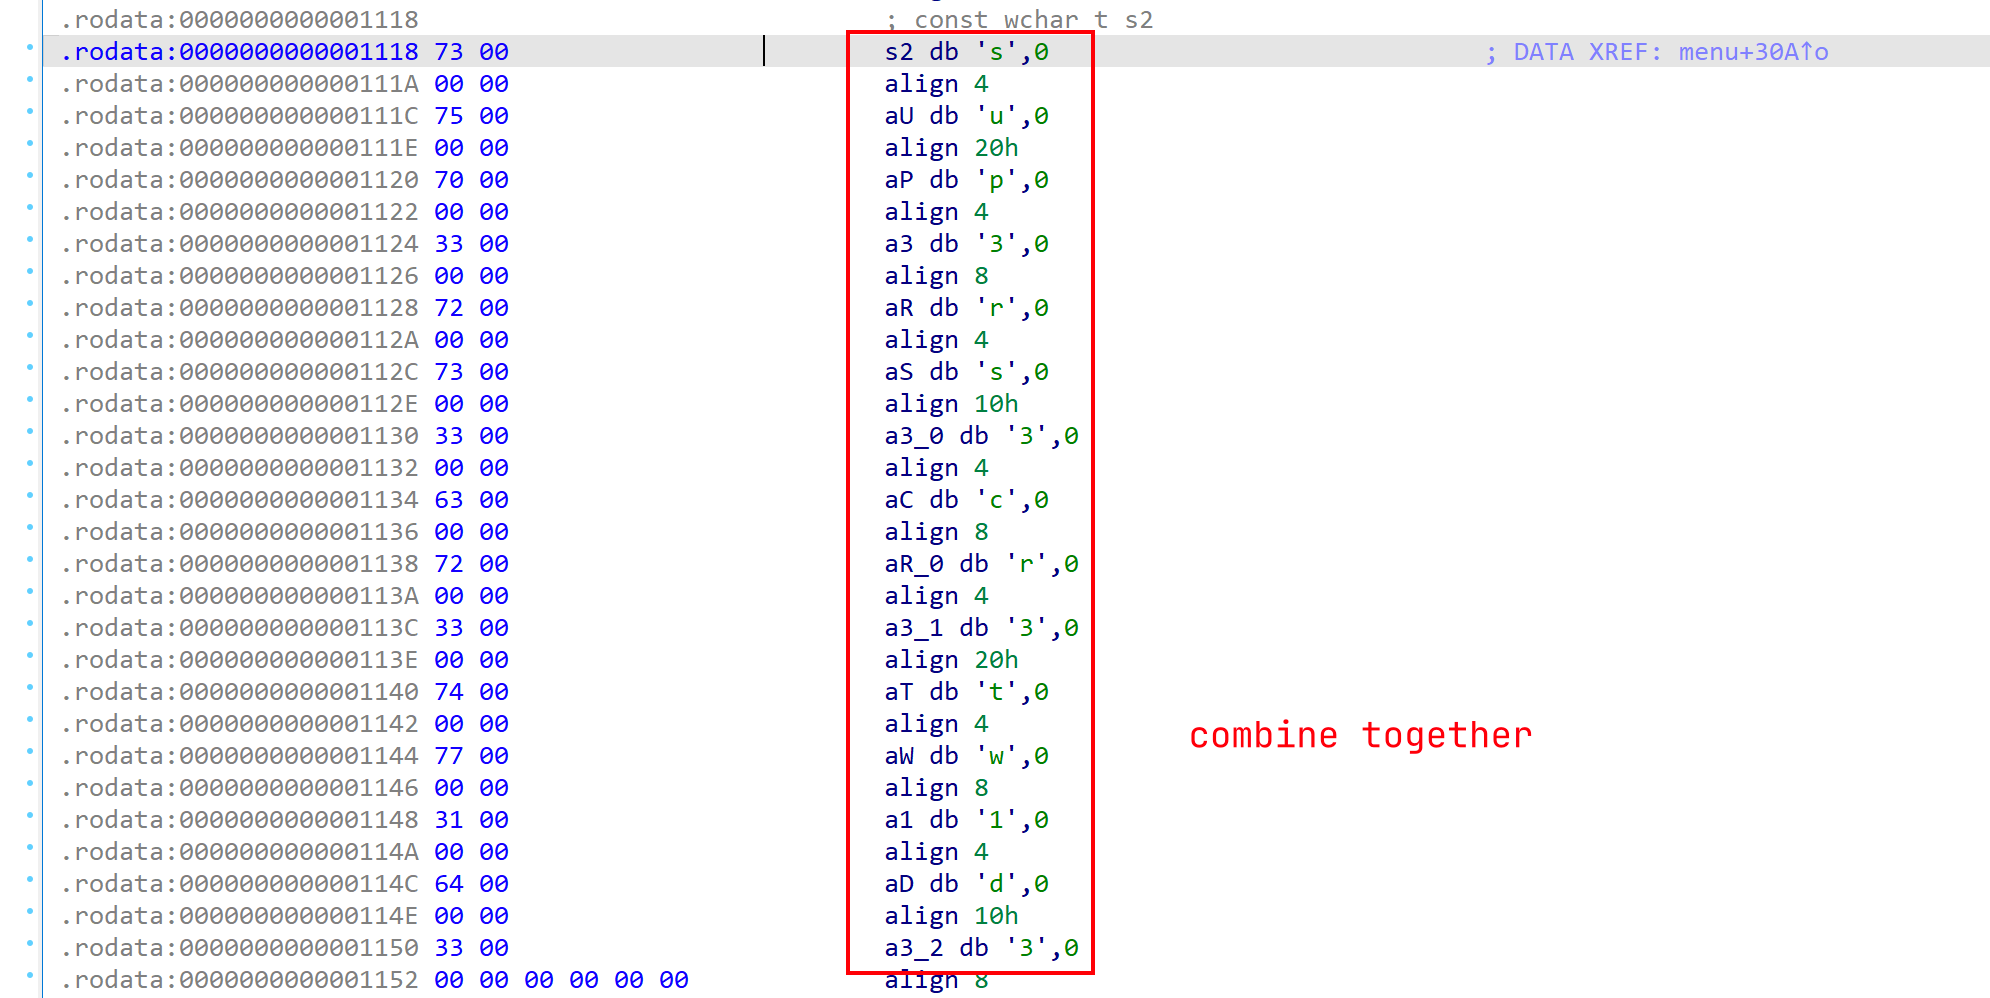 .rodata:0000000000001118 ; const wchar_t s2
.rodata:0000000000001118 73 00 s2 db 's',0 ; DATA XREF: menu+30A↑o
.rodata:000000000000111A 00 00 align 4
.rodata:000000000000111C 75 00 aU db 'u',0
.rodata:000000000000111E 00 00 align 20h
.rodata:0000000000001120 70 00 aP db 'p',0
.rodata:0000000000001122 00 00 align 4
.rodata:0000000000001124 33 00 a3 db '3',0
.rodata:0000000000001126 00 00 align 8
.rodata:0000000000001128 72 00 aR db 'r',0
.rodata:000000000000112A 00 00 align 4
.rodata:000000000000112C 73 00 aS db 's',0
.rodata:000000000000112E 00 00 align 10h
.rodata:0000000000001130 33 00 a3_0 db '3',0
.rodata:0000000000001132 00 00 align 4
.rodata:0000000000001134 63 00 aC db 'c',0
.rodata:0000000000001136 00 00 align 8
.rodata:0000000000001138 72 00 aR_0 db 'r',0
.rodata:000000000000113A 00 00 align 4
.rodata:000000000000113C 33 00 a3_1 db '3',0
.rodata:000000000000113E 00 00 align 20h
.rodata:0000000000001140 74 00 aT db 't',0
.rodata:0000000000001142 00 00 align 4
combine together
.rodata:0000000000001144 77 00 aW db 'w',0
.rodata:0000000000001146 00 00 align 8
.rodata:0000000000001148 31 00 a1 db '1',0
.rodata:000000000000114A 00 00 align 4
.rodata:000000000000114C 64 00 aD db 'd',0
.rodata:000000000000114E 00 00 align 10h
.rodata:0000000000001150 33 00 a3_2 db '3',0
.rodata:0000000000001152 00 00 00 00 00 00 align 8